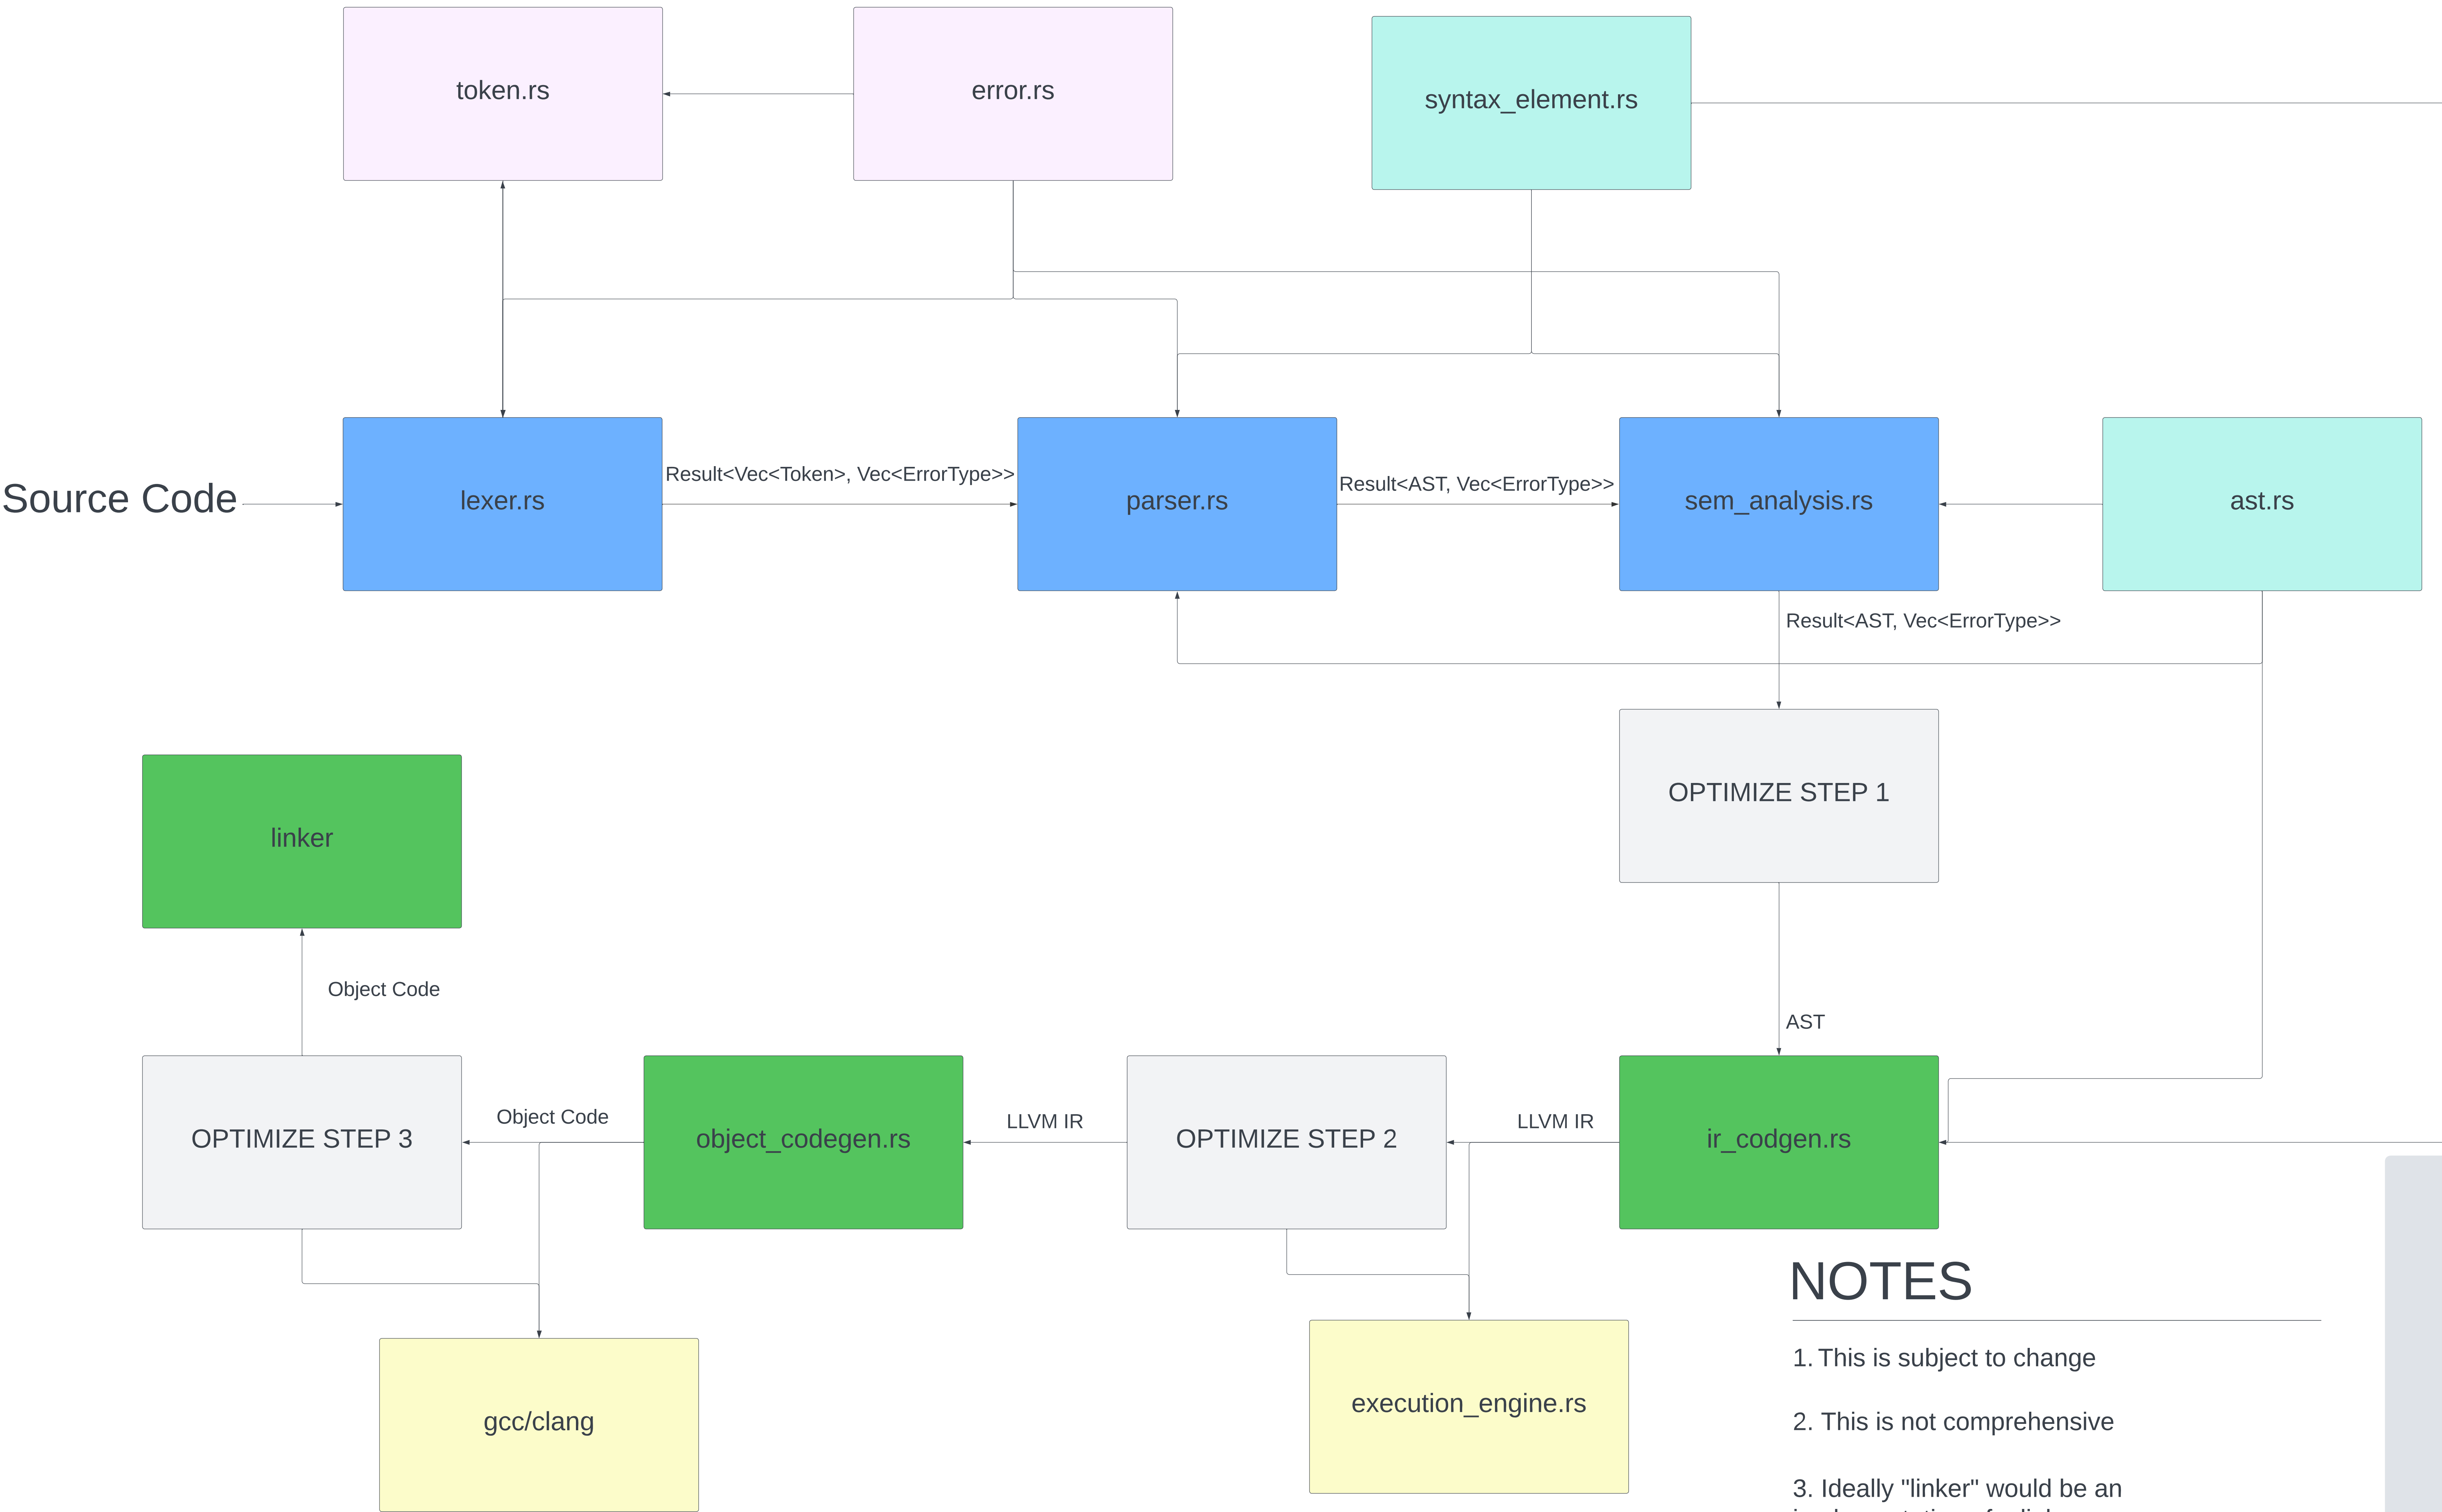 token.rs
error.rs
syntax_element.rs
Source Code
lexer.rs
Result<Vec<Token>, Vec<ErrorType>>
parser.rs
Result<AST, Vec<ErrorType>>
sem_analysis.rs
ast.rs
Result<AST, Vec<ErrorType>>
OPTIMIZE STEP 1
linker
Object Code
AST
OPTIMIZE STEP 3
Object Code
object_codegen.rs
LLVM IR
OPTIMIZE STEP 2
LLVM IR
ir_codgen.rs
gcc/clang
execution_engine.rs
NOTES
1. This is subject to change
2. This is not comprehensive
3. Ideally "linker" would be an